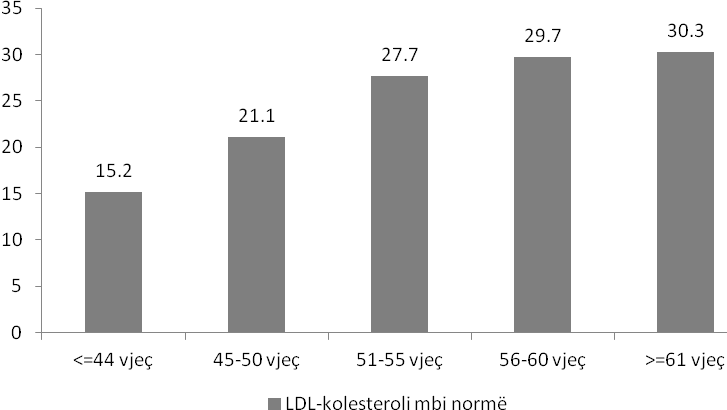 35
30
25
20
15
10
5
0
15.2
21.1
27.7
29.7
30.3
<=44 vjeç
45-50 vjeç
51-55 vjeç
56-60 vjeç
>=61 vjeç
LDL-kolesteroli mbi normë